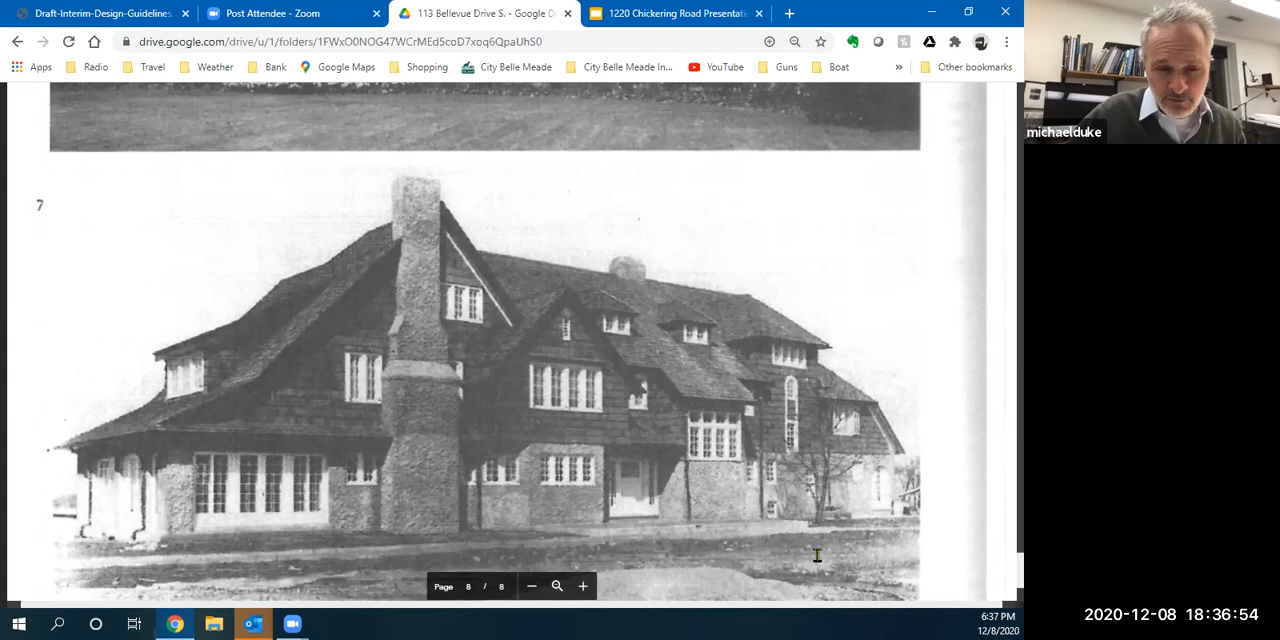 Draft-Interim-Design-Guidelines
Post Attendee - Zoom
113 Bellevue Drive S. - Google D
1220 Chickering Road Presentati
drive.google.com/drive/u/1/folders/1FWxO0NOG47WCrMEd5coD7xoq6QpaUhS0
Apps Radio Travel Weather Bank Google Maps Shopping City Belle Meade City Belle Meade In... YouTube Guns Boat » Other bookmarks
michaelduke
7
Page 8 / 8
6:37 PM
12/8/2020
2020-12-08 18:36:54